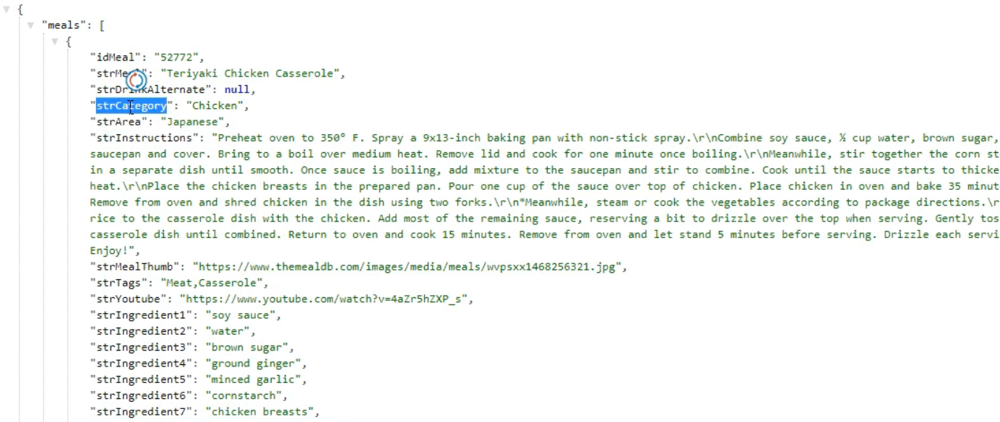 {
"meals": [
{
"idMeal": "52772",
"strMeal": "Teriyaki Chicken Casserole",
"strDrinkAlternate": null,
"strCategory": "Chicken",
"strArea": "Japanese",
"strInstructions": "Preheat oven to 350° F. Spray a 9x13-inch baking pan with non-stick spray.\r\nCombine soy sauce, ½ cup water, brown sugar,
saucepan and cover. Bring to a boil over medium heat. Remove lid and cook for one minute once boiling.\r\nMeanwhile, stir together the corn st
in a separate dish until smooth. Once sauce is boiling, add mixture to the saucepan and stir to combine. Cook until the sauce starts to thicke
heat.\r\nPlace the chicken breasts in the prepared pan. Pour one cup of the sauce over top of chicken. Place chicken in oven and bake 35 minut
Remove from oven and shred chicken in the dish using two forks.\r\n*Meanwhile, steam or cook the vegetables according to package directions.\r
rice to the casserole dish with the chicken. Add most of the remaining sauce, reserving a bit to drizzle over the top when serving. Gently tos
casserole dish until combined. Return to oven and cook 15 minutes. Remove from oven and let stand 5 minutes before serving. Drizzle each servi
Enjoy!",
"strMealThumb": "https://www.themealdb.com/images/media/meals/wvpsxx1468256321.jpg",
"strTags": "Meat,Casserole",
"strYoutube": "https://www.youtube.com/watch?v=4aZr5hZXP_s",
"strIngredient1": "soy sauce",
"strIngredient2": "water",
"strIngredient3": "brown sugar",
"strIngredient4": "ground ginger",
"strIngredient5": "minced garlic",
"strIngredient6": "cornstarch",
"strIngredient7": "chicken breasts",